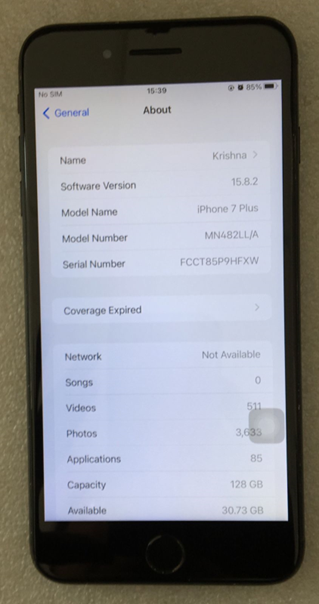 No SIM 15:39 85%
General About
Name Krishna
Software Version 15.8.2
Model Name iPhone 7 Plus
Model Number MN482LL/A
Serial Number FCCT85P9HFXW
Coverage Expired
Network Not Available
Songs 0
Videos 511
Photos 3,633
Applications 85
Capacity 128 GB
Available 30.73 GB